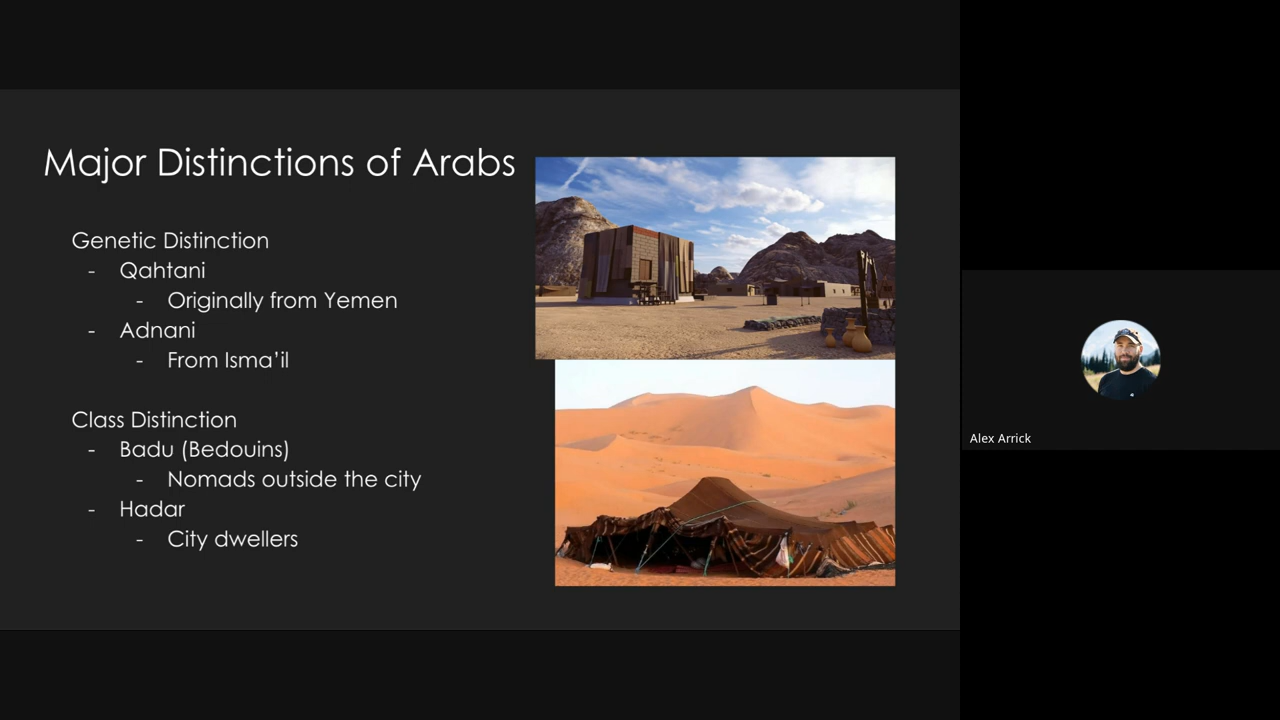 Major Distinctions of Arabs
Genetic Distinction
- Qahtani
- Originally from Yemen
- Adnani
- From Isma’il
Class Distinction
- Badu (Bedouins)
- Nomads outside the city
- Hadar
- City dwellers
Alex Arrick